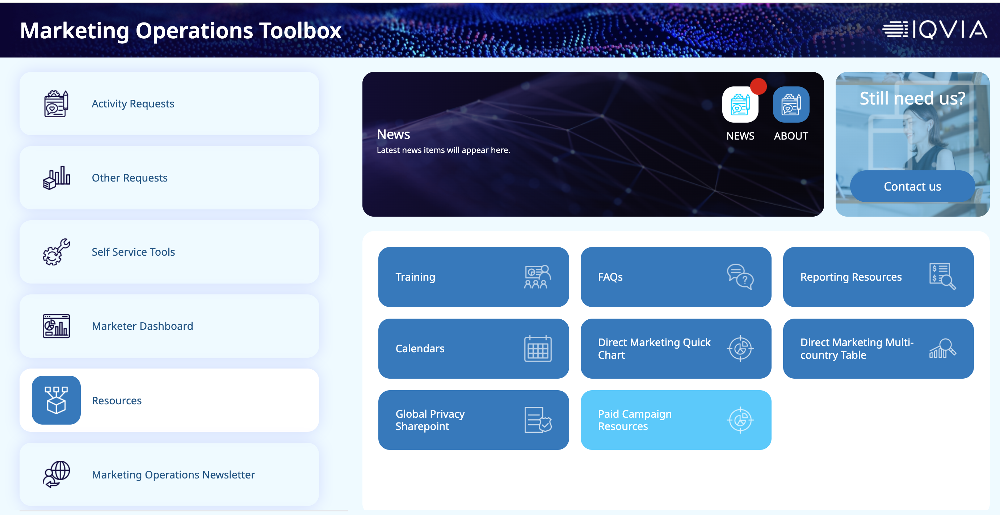 Marketing Operations Toolbox
IQVIA
Activity Requests
Other Requests
Self Service Tools
Marketer Dashboard
Resources
Marketing Operations Newsletter
News
Latest news items will appear here.
NEWS
ABOUT
Still need us?
Contact us
Training
FAQs
Reporting Resources
Calendars
Direct Marketing Quick
Chart
Direct Marketing Multi-
country Table
Global Privacy
Sharepoint
Paid Campaign
Resources